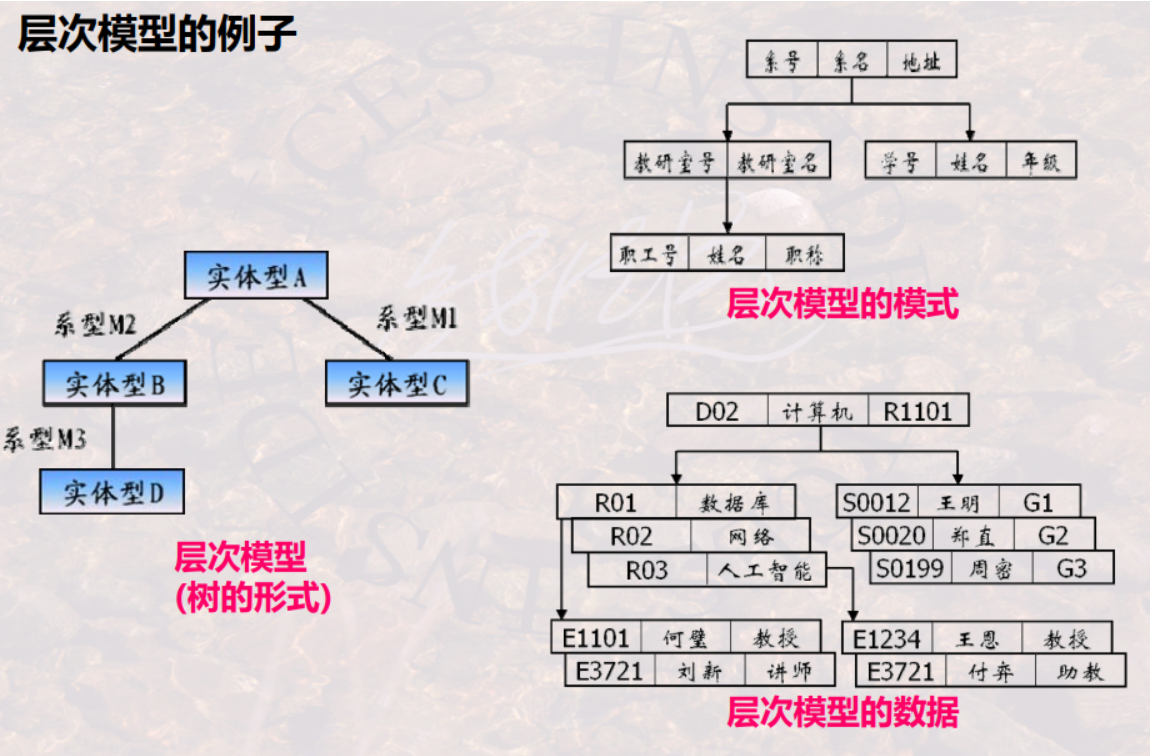 层次模型的例子
系号 系名 地址
教研室号 教研室名
学号 姓名 年级
职工号 姓名 职称
层次模型的模式
实体型A
系型M2
系型M1
实体型B
实体型C
系型M3
实体型D
层次模型
(树的形式)
D02 计算机 R1101
R01 数据库
R02 网络
R03 人工智能
S0012 王明 G1
S0020 郑直 G2
S0199 周密 G3
E1101 何璧 教授
E3721 刘新 讲师
E1234 王恩 教授
E3721 付弈 助教
层次模型的数据